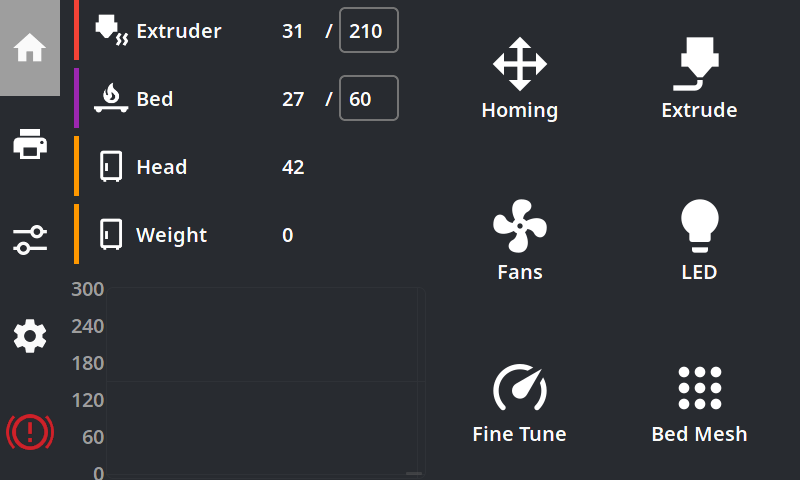 Extruder 31 / 210
Bed 27 / 60
Head 42
Weight 0
300
240
180
120
60
0
Homing
Extrude
Fans
LED
Fine Tune
Bed Mesh